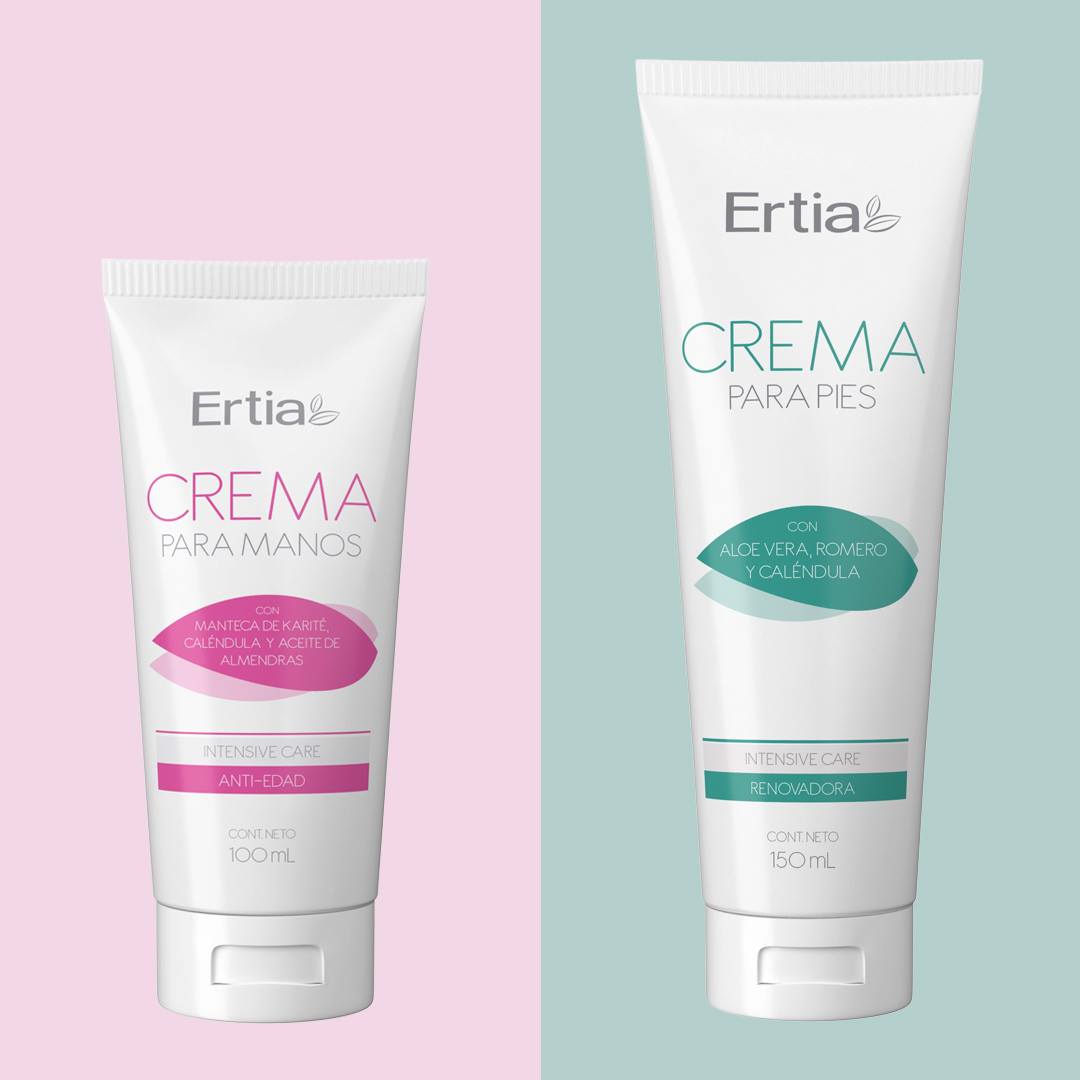 Ertia
CREMA
PARA MANOS
CON
MANTECA DE KARITÉ,
CALÉNDULA Y ACEITE DE
ALMENDRAS
INTENSIVE CARE
ANTI-EDAD
CONT. NETO
100 mL
Ertia
CREMA
PARA PIES
CON
ALOE VERA, ROMERO
Y CALÉNDULA
INTENSIVE CARE
RENOVADORA
CONT. NETO
150 mL